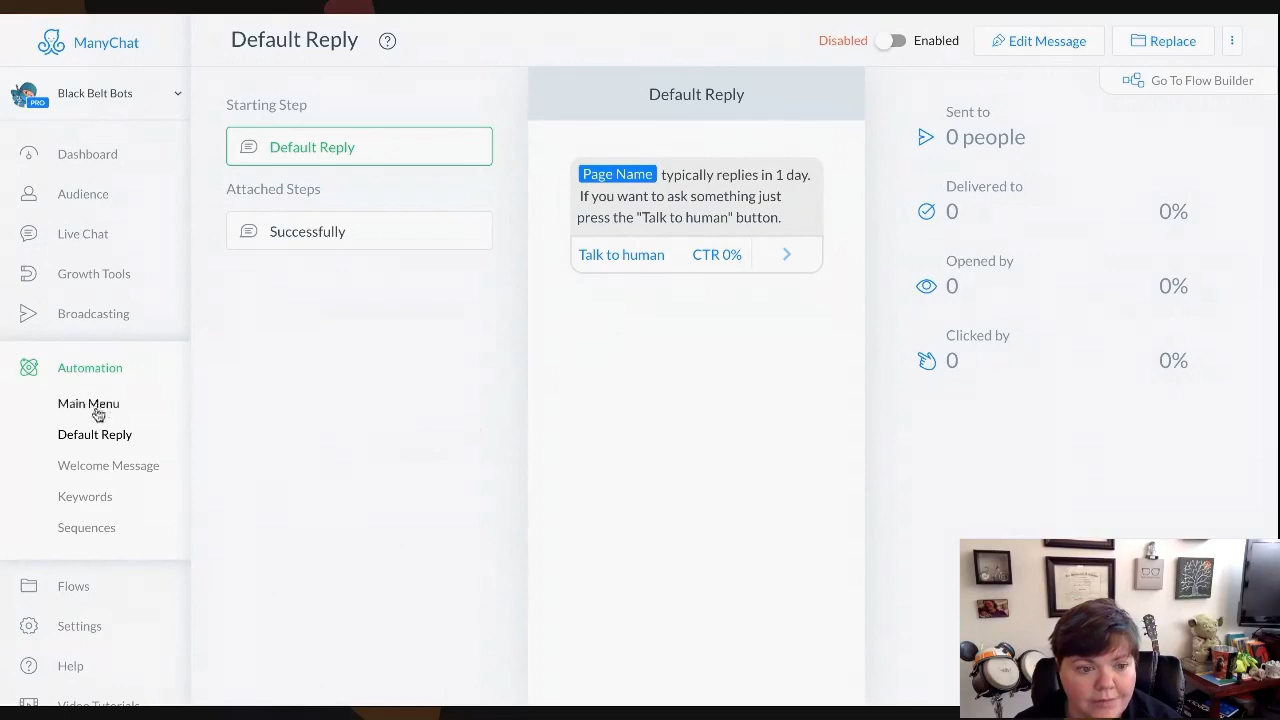 ManyChat
Default Reply
?
Disabled
Enabled
Edit Message
Replace
Go To Flow Builder
Black Belt Bots
PRO
Dashboard
Audience
Live Chat
Growth Tools
Broadcasting
Automation
Main Menu
Default Reply
Welcome Message
Keywords
Sequences
Flows
Settings
Help
Video Tutorials
Starting Step
Default Reply
Attached Steps
Successfully
Default Reply
Page Name typically replies in 1 day.
If you want to ask something just
press the "Talk to human" button.
Talk to human CTR 0%
Sent to
0 people
Delivered to
0 0%
Opened by
0 0%
Clicked by
0 0%